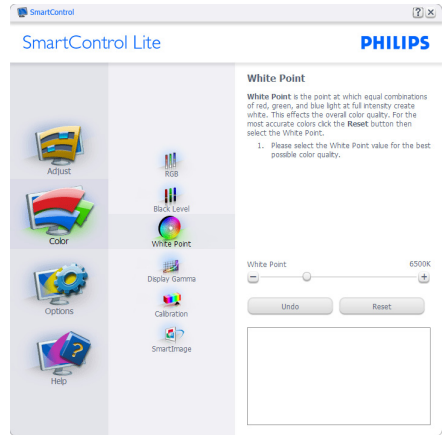 SmartControl
SmartControl Lite
PHILIPS
Adjust
Color
Options
Help
RGB
Black Level
White Point
Display Gamma
Calibration
SmartImage
White Point
White Point is the point at which equal combinations
of red, green, and blue light at full intensity create
white. This effects the overall color quality. For the
most accurate colors click the Reset button then
select the White Point.
1. Please select the White Point value for the best
possible color quality.
White Point 6500K
Undo Reset